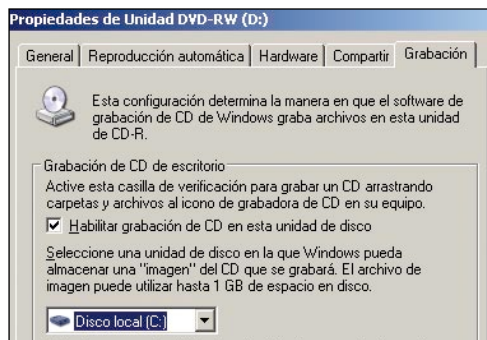 Propiedades de Unidad DVD-RW (D:)
General Reproducción automática Hardware Compartir Grabación
Esta configuración determina la manera en que el software de
grabación de CD de Windows graba archivos en esta unidad
de CD-R.
Grabación de CD de escritorio
Active esta casilla de verificación para grabar un CD arrastrando
carpetas y archivos al icono de grabadora de CD en su equipo.
Habilitar grabación de CD en esta unidad de disco
Seleccione una unidad de disco en la que Windows pueda
almacenar una "imagen" del CD que se grabará. El archivo de
imagen puede utilizar hasta 1 GB de espacio en disco.
Disco local (C:)